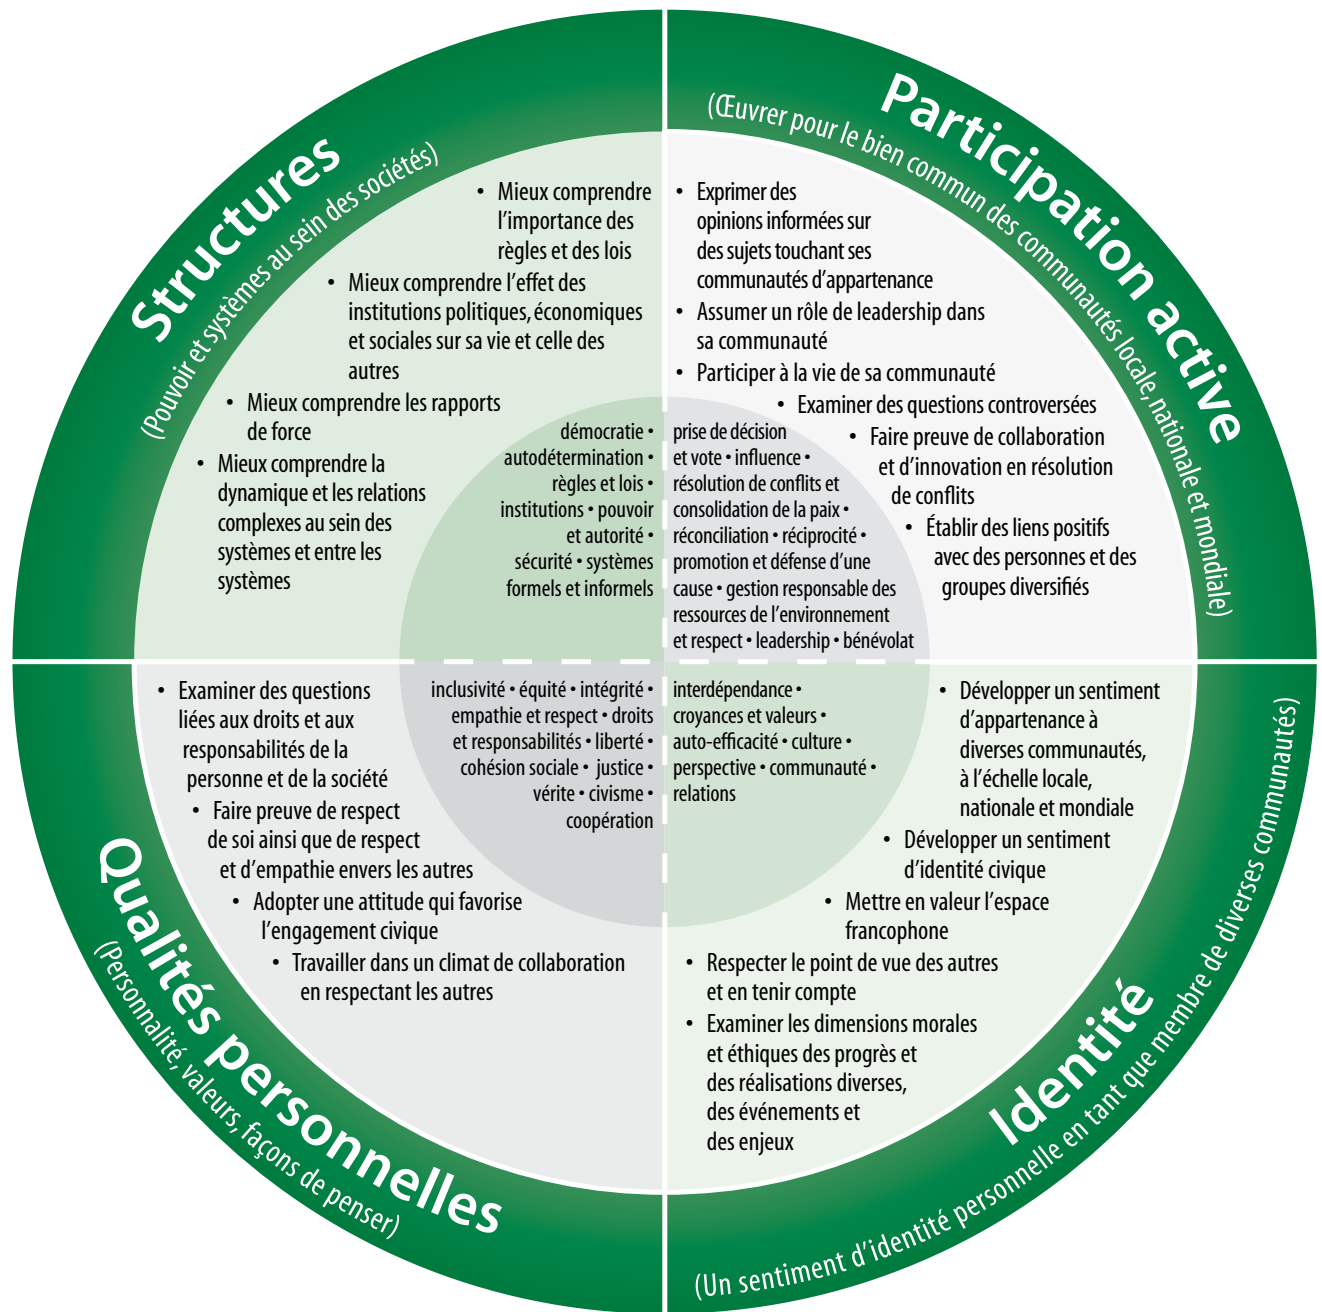 Structures
(Pouvoir et systèmes au sein des sociétés)
• Mieux comprendre
l’importance des
règles et des lois
• Mieux comprendre l’effet des
institutions politiques, économiques
et sociales sur sa vie et celle des
autres
• Mieux comprendre les rapports
de force
• Mieux comprendre la
dynamique et les relations
complexes au sein des
systèmes et entre les
systèmes
démocratie •
autodétermination •
règles et lois •
institutions • pouvoir
et autorité •
sécurité • systèmes
formels et informels
Participation active
(Œuvrer pour le bien commun des communautés locale, nationale et mondiale)
• Exprimer des
opinions informées sur
des sujets touchant ses
communautés d’appartenance
• Assumer un rôle de leadership dans
sa communauté
• Participer à la vie de sa communauté
• Examiner des questions controversées
• Faire preuve de collaboration
et d’innovation en résolution
de conflits
• Établir des liens positifs
avec des personnes et des
groupes diversifiés
prise de décision
et vote • influence •
résolution de conflits et
consolidation de la paix •
réconciliation • réciprocité •
promotion et défense d’une
cause • gestion responsable des
ressources de l’environnement
et respect • leadership • bénévolat
Qualités personnelles
(Personnalité, valeurs, façons de penser)
• Examiner des questions
liées aux droits et aux
responsabilités de la
personne et de la société
• Faire preuve de respect
de soi ainsi que de respect
et d’empathie envers les autres
• Adopter une attitude qui favorise
l’engagement civique
• Travailler dans un climat de collaboration
en respectant les autres
inclusivité • équité • intégrité •
empathie et respect • droits
et responsabilités • liberté •
cohésion sociale • justice •
vérite • civisme •
coopération
Identité
(Un sentiment d’identité personnelle en tant que membre de diverses communautés)
interdépendance •
croyances et valeurs •
auto-efficacité • culture •
perspective • communauté •
relations
• Développer un sentiment
d’appartenance à
diverses communautés,
à l’échelle locale,
nationale et mondiale
• Développer un sentiment
d’identité civique
• Mettre en valeur l’espace
francophone
• Respecter le point de vue des autres
et en tenir compte
• Examiner les dimensions morales
et éthiques des progrès et
des réalisations diverses,
des événements et
des enjeux